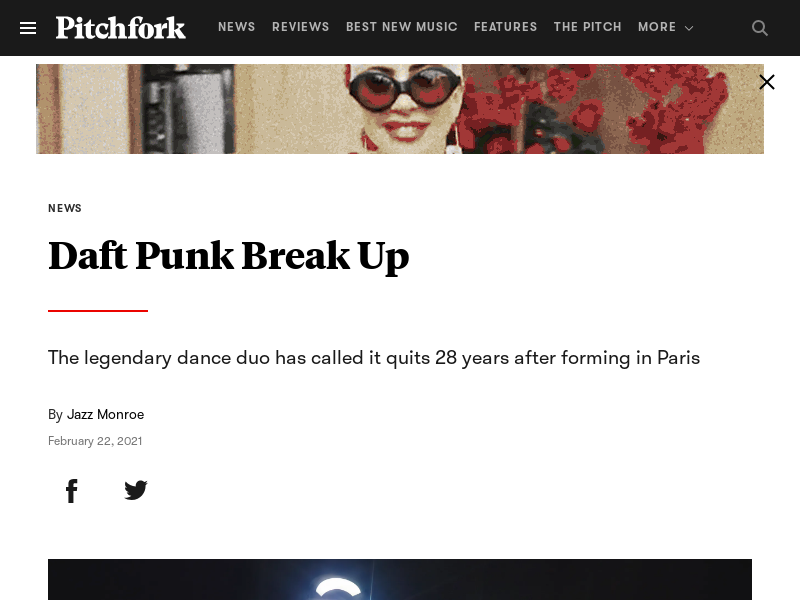 Pitchfork NEWS REVIEWS BEST NEW MUSIC FEATURES THE PITCH MORE
NEWS
Daft Punk Break Up
The legendary dance duo has called it quits 28 years after forming in Paris
By Jazz Monroe
February 22, 2021